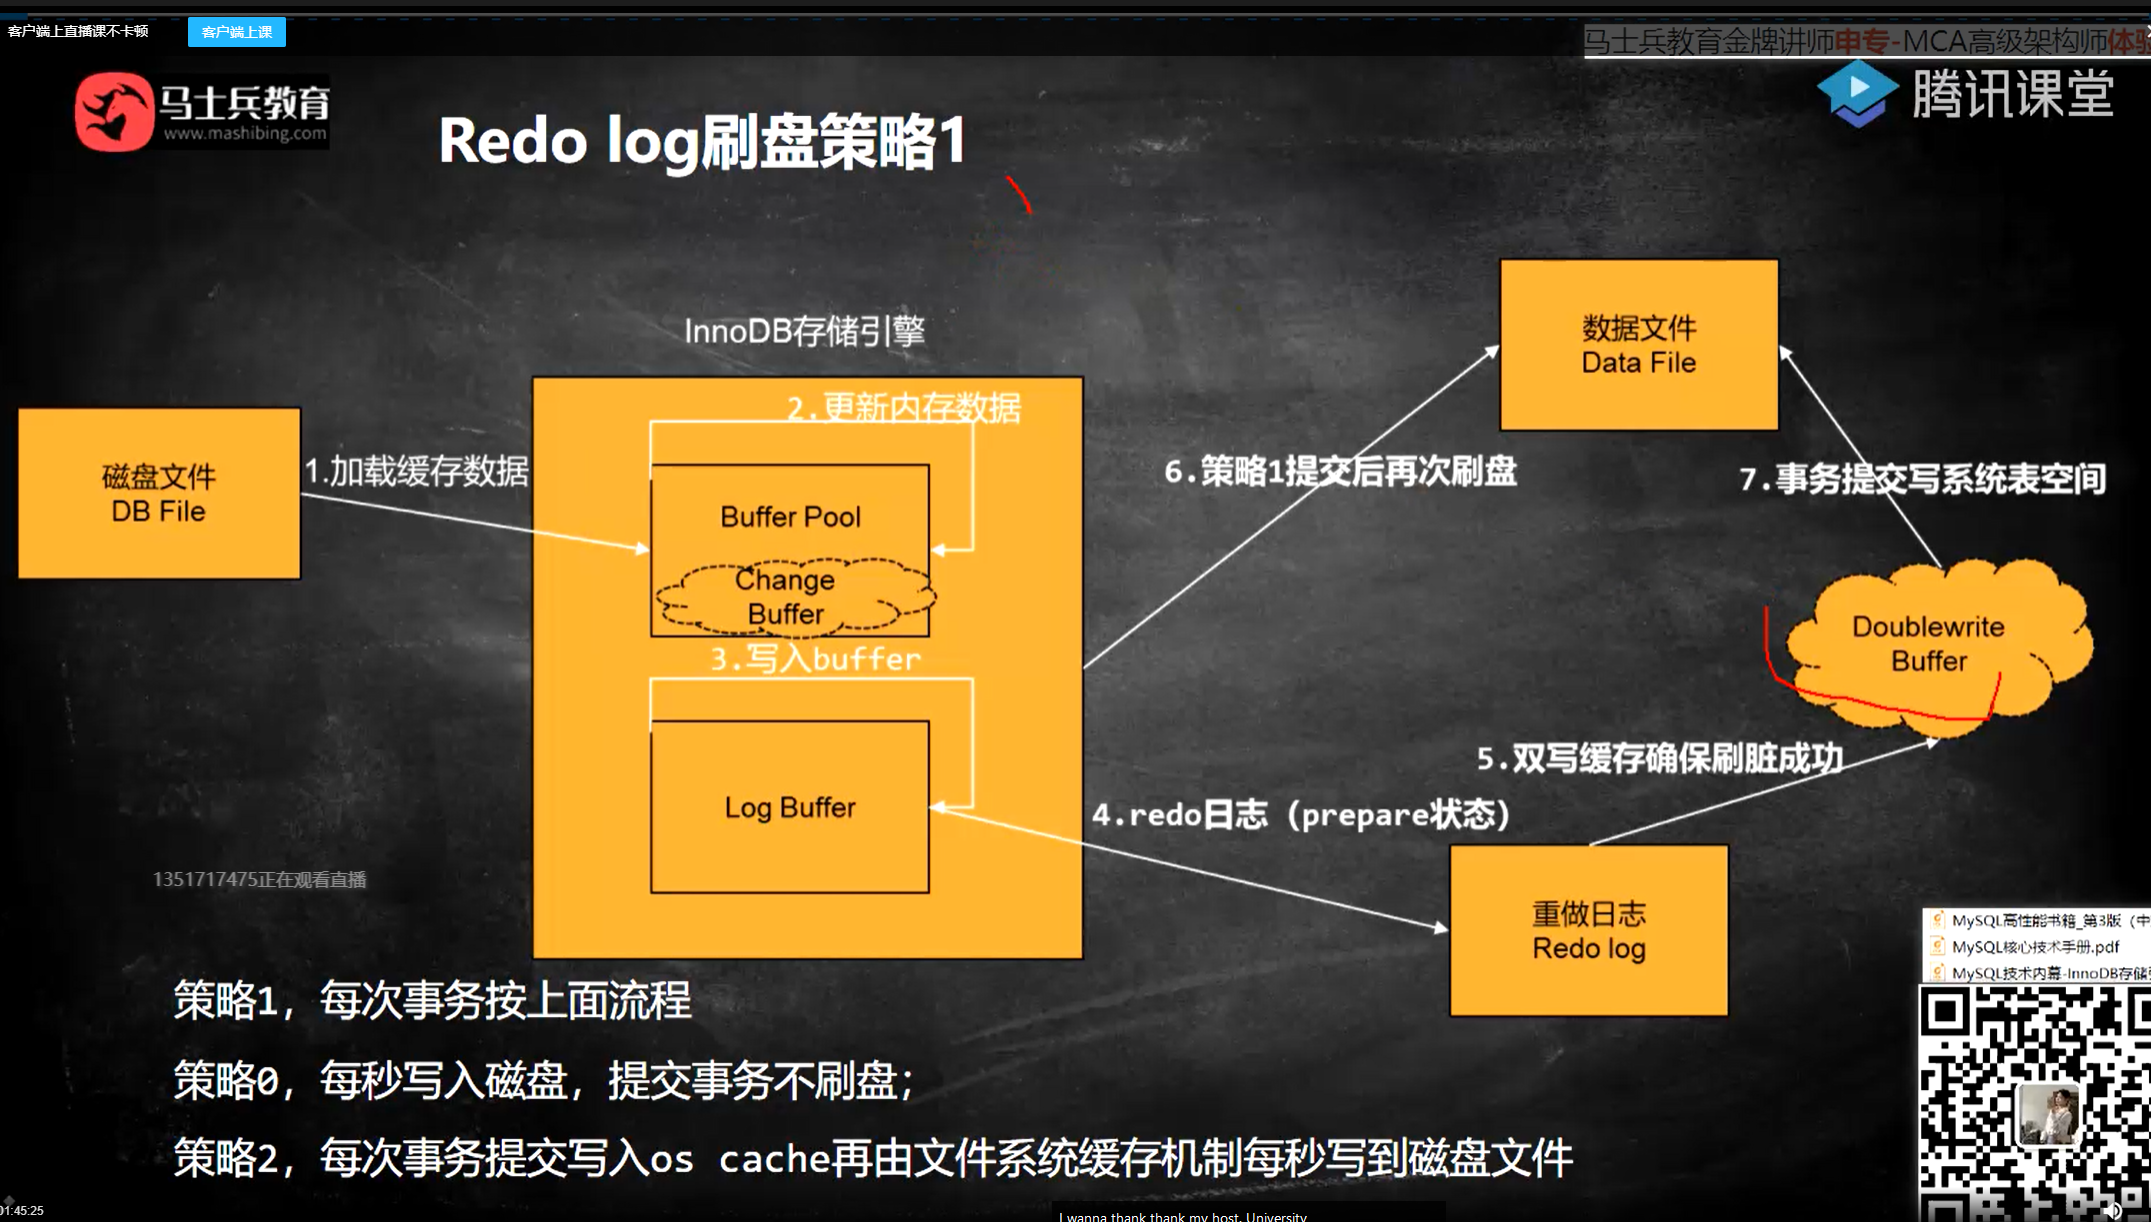 客户端上直播课不卡顿
客户端上课
马士兵教育金牌讲师申专-MCA高级架构师体验
腾讯课堂
马士兵教育
www.mashibing.com
Redo log刷盘策略1
InnoDB存储引擎
数据文件
Data File
2.更新内存数据
磁盘文件
DB File
1.加载缓存数据
6.策略1提交后再次刷盘
7.事务提交写系统表空间
Buffer Pool
Change
Buffer
Doublewrite
Buffer
3.写入buffer
5.双写缓存确保刷脏成功
Log Buffer
4.redo日志（prepare状态）
1351717475正在观看直播
重做日志
Redo log
MySQL高性能书籍_第3版（中
MySQL核心技术手册.pdf
MySQL技术内幕-InnoDB存储
策略1，每次事务按上面流程
策略0，每秒写入磁盘，提交事务不刷盘；
策略2，每次事务提交写入os cache再由文件系统缓存机制每秒写到磁盘文件
01:45:25
I wanna thank thank my host, University